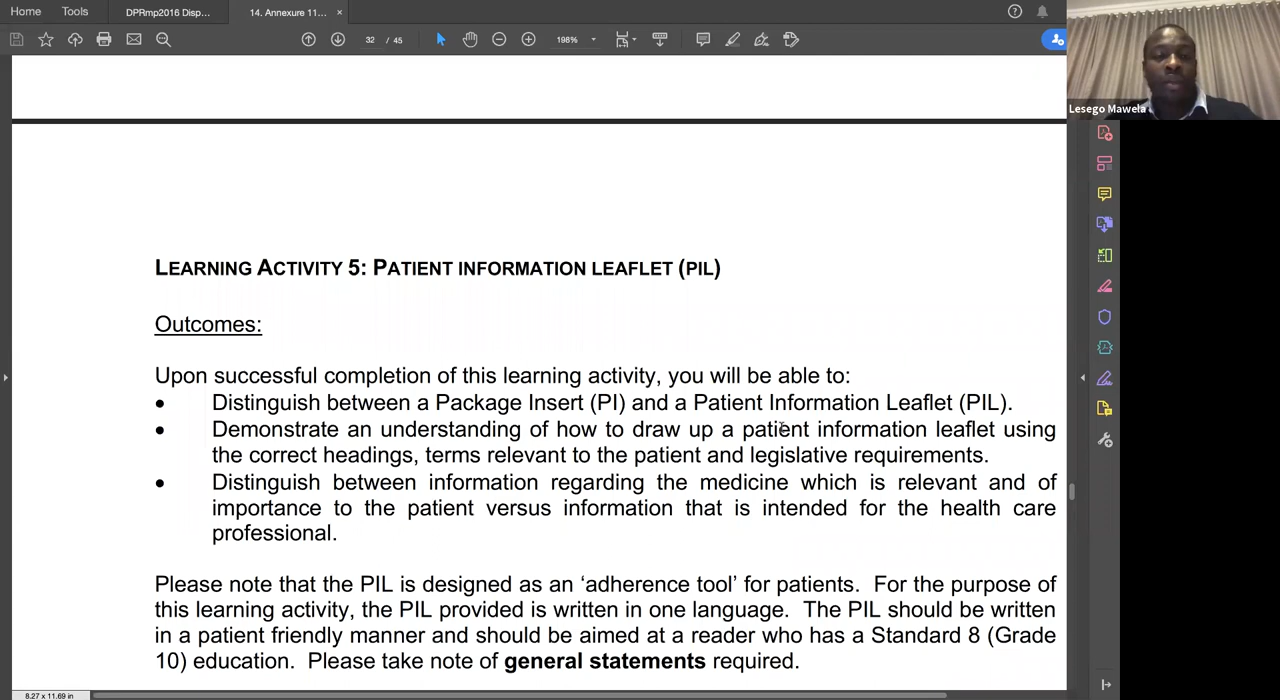 Home Tools DPRmp2016 Disp... 14. Annexure 11... ×
32 / 45 198%
Lesego Mawela
LEARNING ACTIVITY 5: PATIENT INFORMATION LEAFLET (PIL)
Outcomes:
Upon successful completion of this learning activity, you will be able to:
• Distinguish between a Package Insert (PI) and a Patient Information Leaflet (PIL).
• Demonstrate an understanding of how to draw up a patient information leaflet using
the correct headings, terms relevant to the patient and legislative requirements.
• Distinguish between information regarding the medicine which is relevant and of
importance to the patient versus information that is intended for the health care
professional.
Please note that the PIL is designed as an ‘adherence tool’ for patients. For the purpose of
this learning activity, the PIL provided is written in one language. The PIL should be written
in a patient friendly manner and should be aimed at a reader who has a Standard 8 (Grade
10) education. Please take note of general statements required.
8.27 x 11.69 in